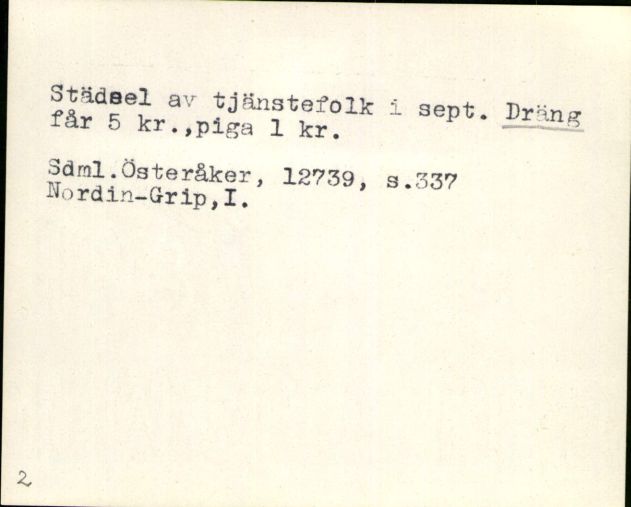 Städsel av tjänstefolk i sept. Dräng
får 5 kr.,piga 1 kr.
Sdml.Österåker, 12739, s.337
Nordin-Grip,I.
2